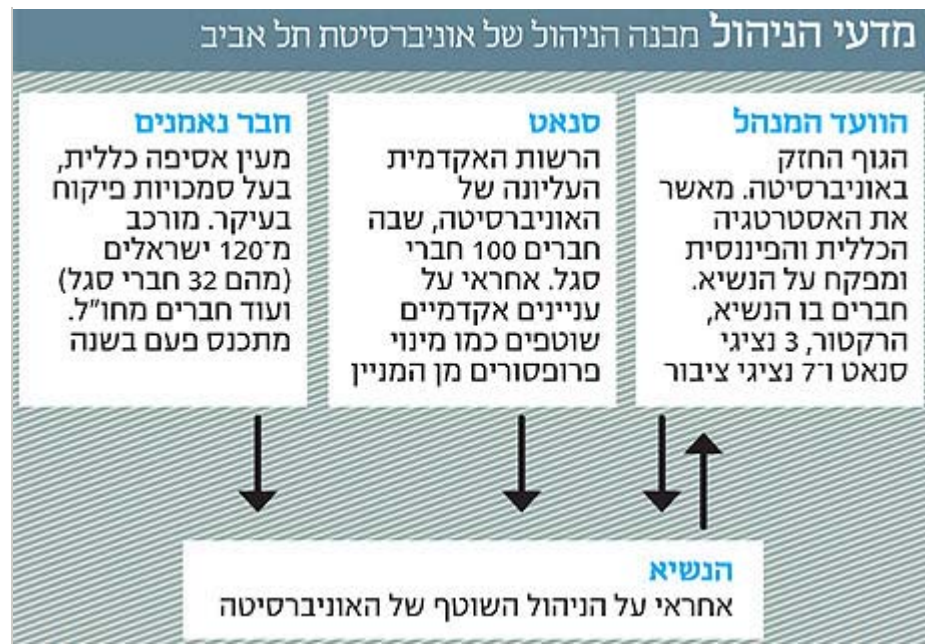 מדעי הניהול מבנה הניהול של אוניברסיטת תל אביב
הוועד המנהל
הגוף החזק
באוניברסיטה. מאשר
את האסטרטגיה
הכללית והפיננסית
ומפקח על הנשיא.
חברים בו הנשיא,
הרקטור, 3 נציגי
סנאט ו־7 נציגי ציבור
סנאט
הרשות האקדמית
העליונה של
האוניברסיטה, שבה
חברים 100 חברי
סגל. אחראי על
עניינים אקדמיים
שוטפים כמו מינוי
פרופסורים מן המניין
חבר נאמנים
מעין אסיפה כללית,
בעל סמכויות פיקוח
בעיקר. מורכב
מ־120 ישראלים
(מהם 32 חברי סגל)
ועוד חברים מחו"ל.
מתכנס פעם בשנה
הנשיא
אחראי על הניהול השוטף של האוניברסיטה